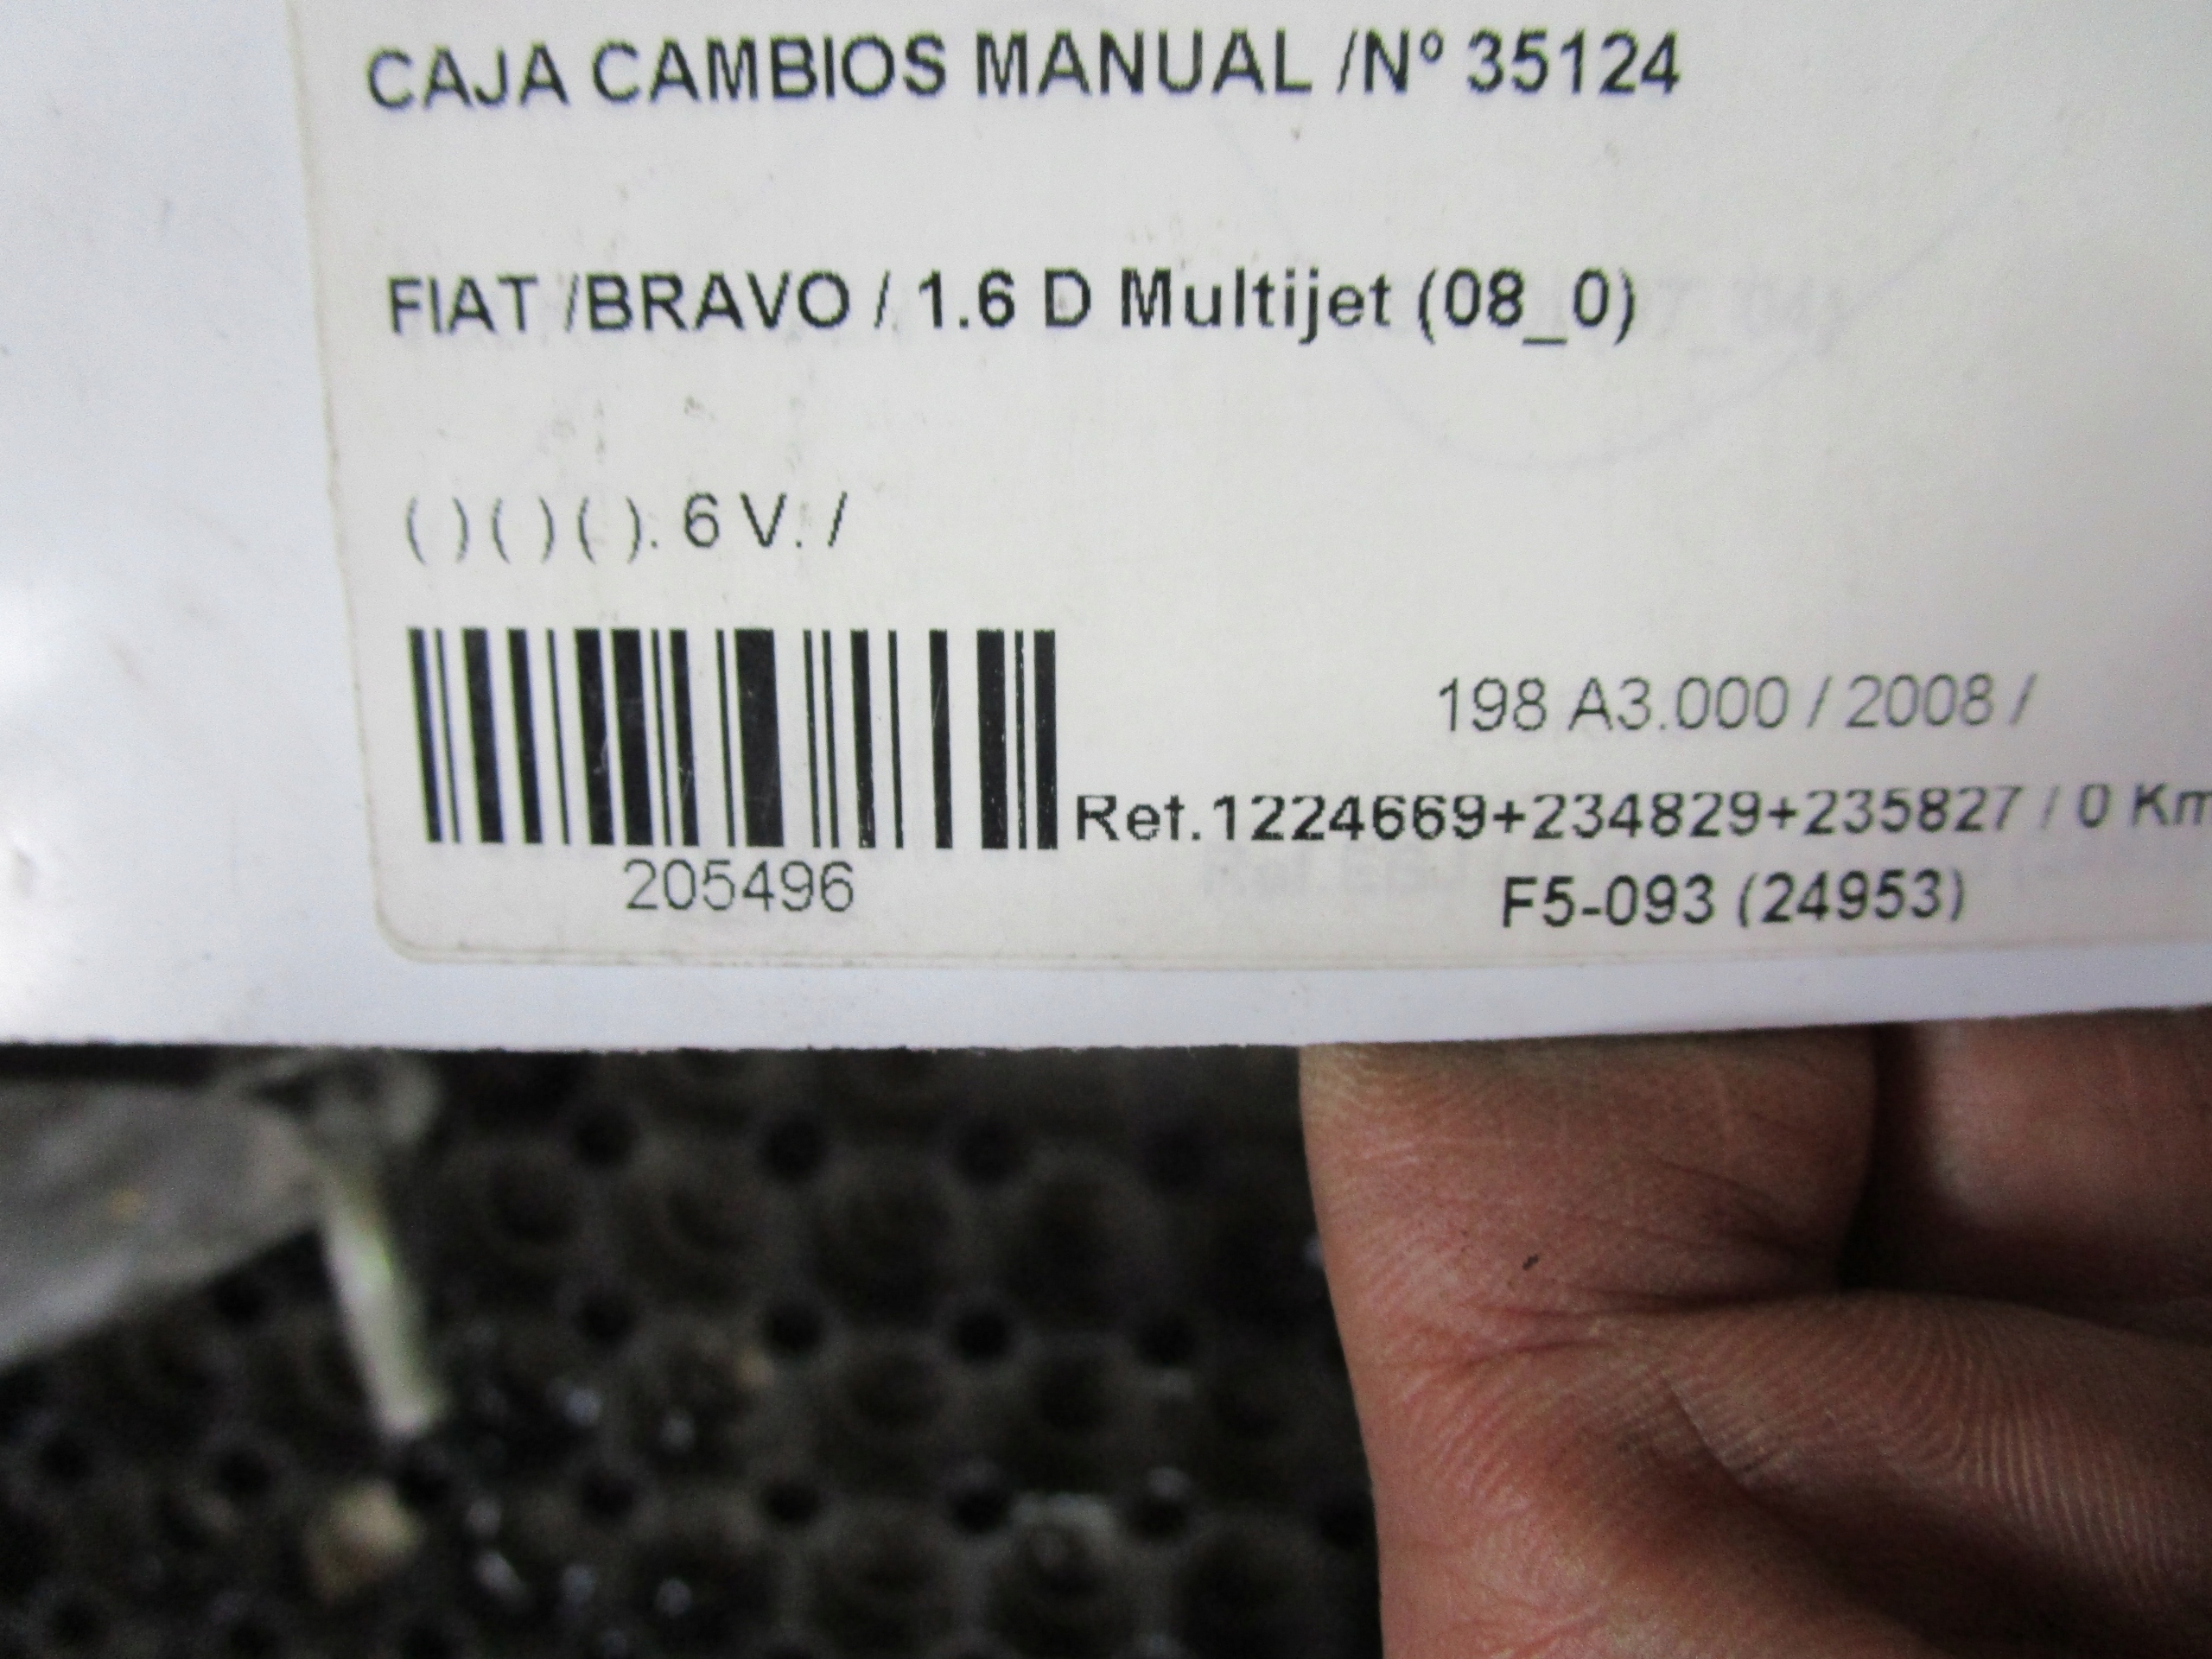 CAJA CAMBIOS MANUAL /Nº 35124
FIAT /BRAVO / 1.6 D Multijet (08_0)
( ) ( ) ( ). 6 V. /
198 A3.000 / 2008 /
Ret.1224669+234829+235827 / 0 Km
205496
F5-093 (24953)